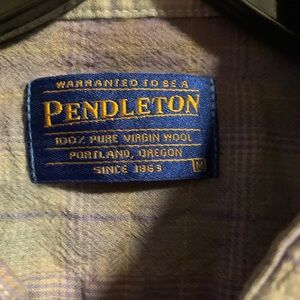 WARRANTED TO BE A
PENDLETON
100% PURE VIRGIN WOOL
PORTLAND, OREGON
SINCE 1863
M